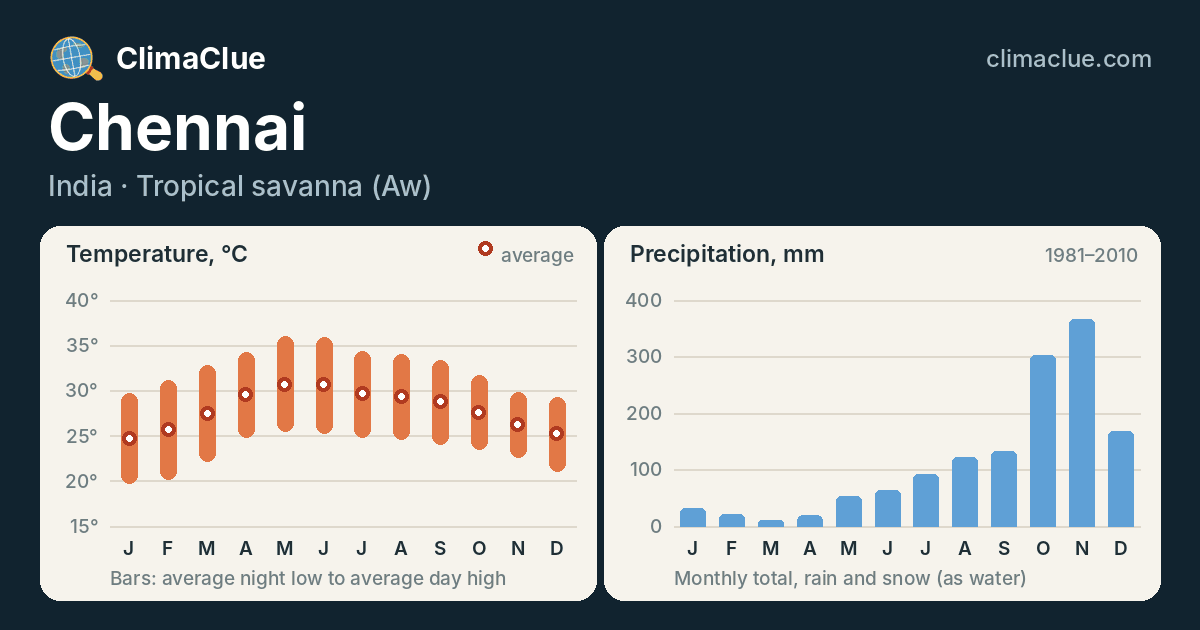 ClimaClue
climaclue.com
Chennai
India · Tropical savanna (Aw)
Temperature, °C
average
40°
35°
30°
25°
20°
15°
J F M A M J J A S O N D
Bars: average night low to average day high
Precipitation, mm
1981–2010
400
300
200
100
0
J F M A M J J A S O N D
Monthly total, rain and snow (as water)